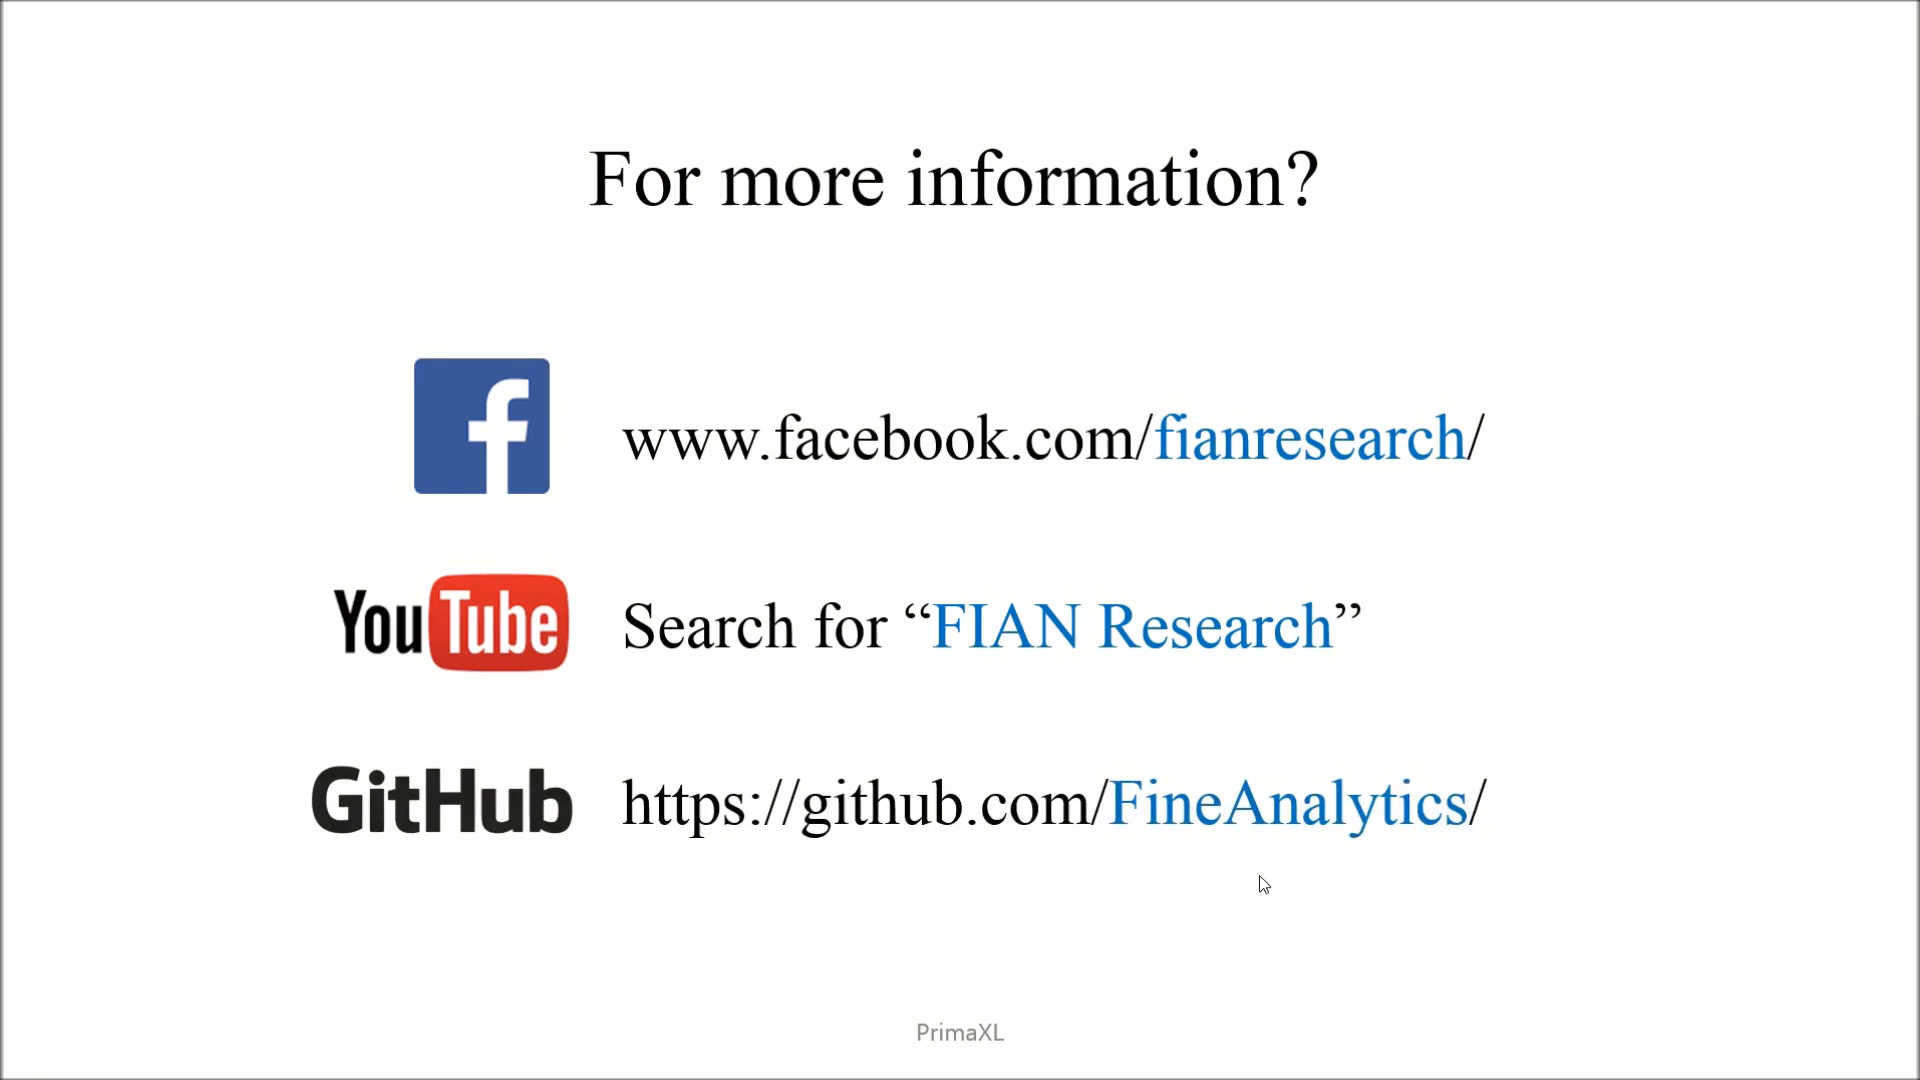 For more information?
f www.facebook.com/fianresearch/
YouTube Search for “FIAN Research”
GitHub https://github.com/FineAnalytics/
PrimaXL